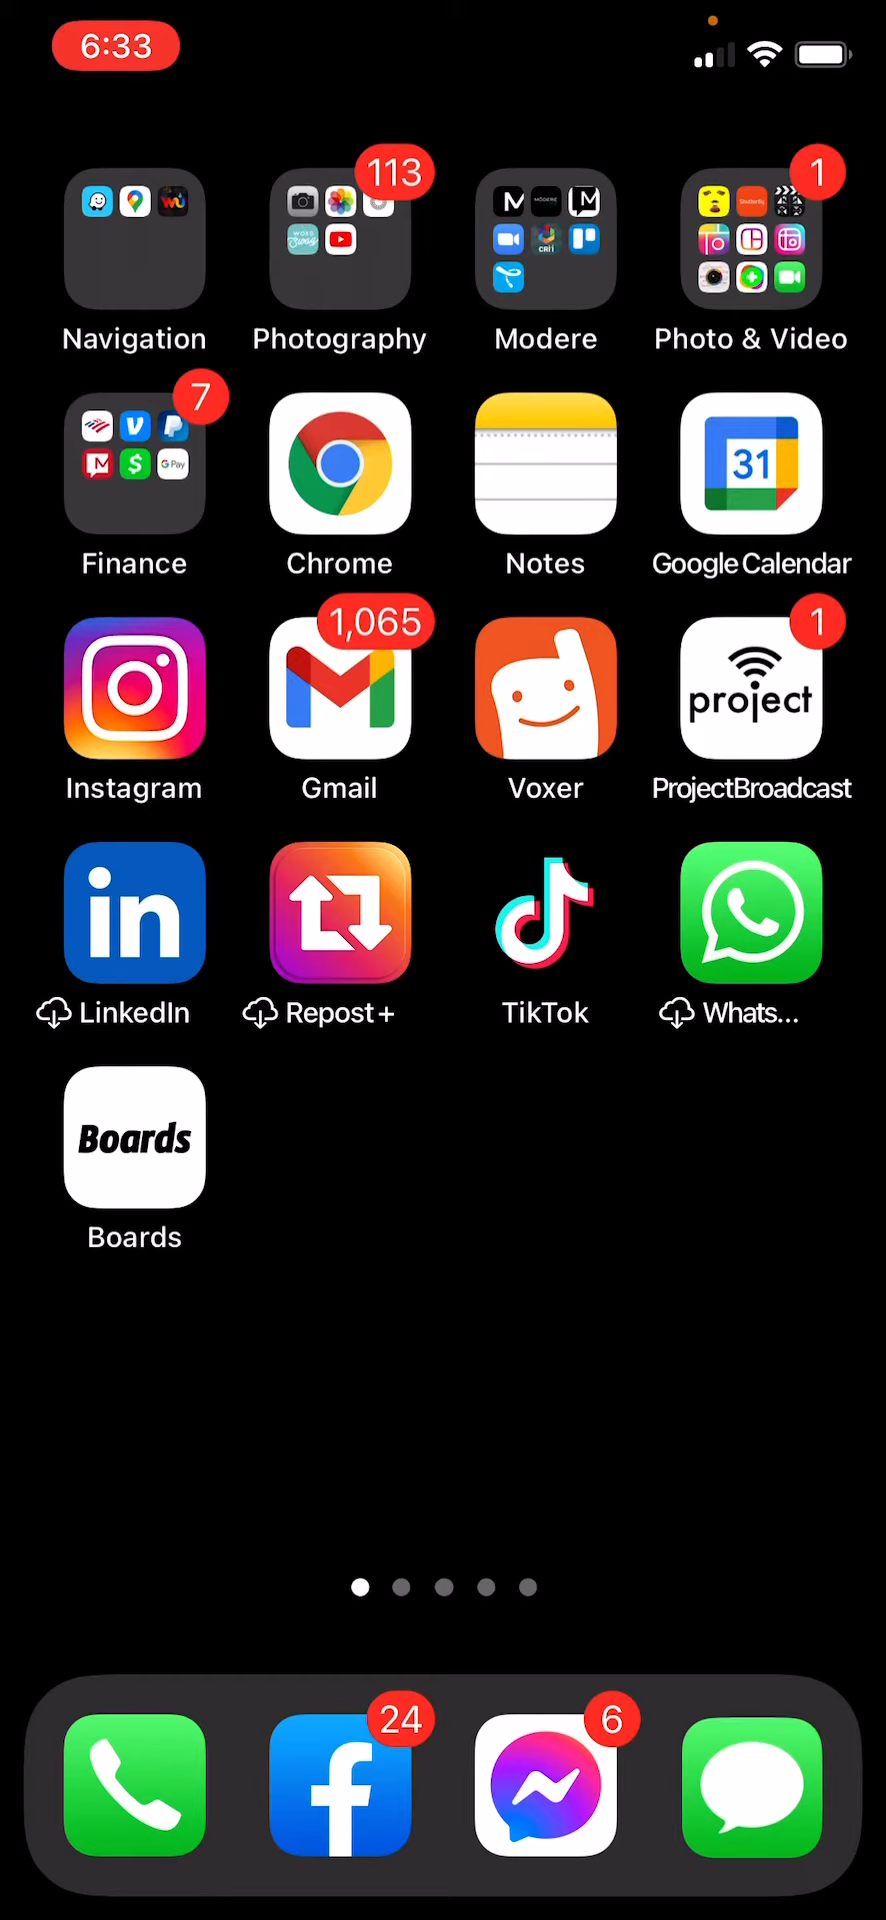 6:33
113
1
Navigation
Photography
Modere
Photo & Video
7
Finance
Chrome
Notes
31
Google Calendar
1,065
1
project
Instagram
Gmail
Voxer
ProjectBroadcast
in
LinkedIn
Repost+
TikTok
Whats...
Boards
Boards
24
6